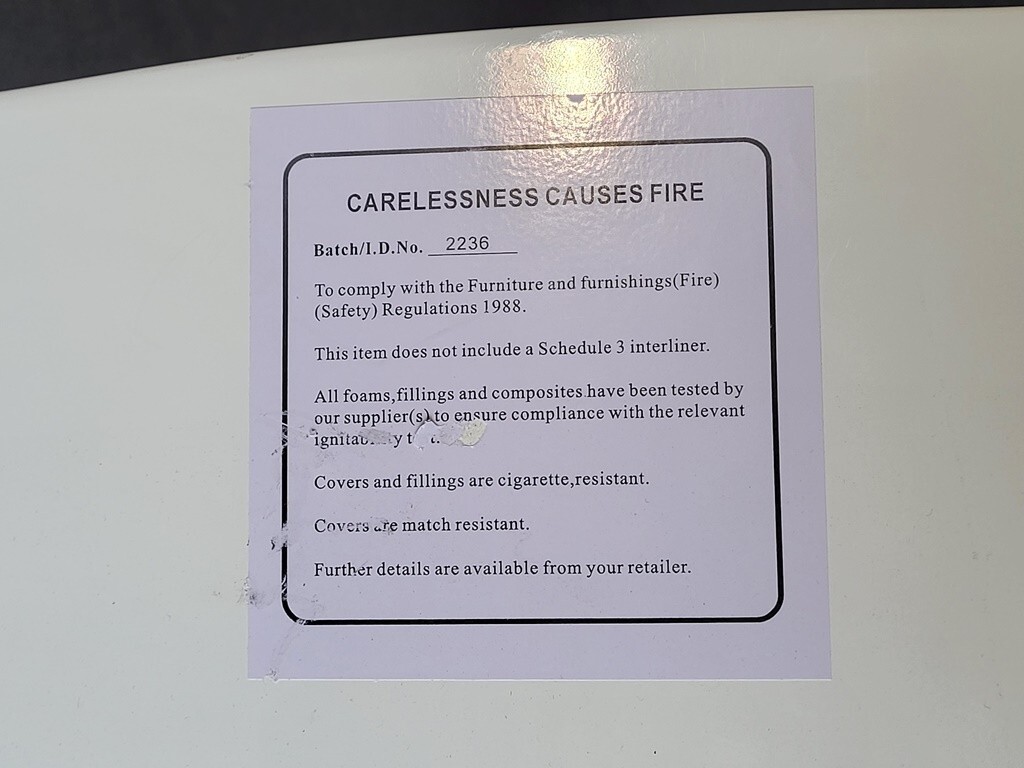 CARELESSNESS CAUSES FIRE
Batch/I.D.No. 2236
To comply with the Furniture and furnishings(Fire)
(Safety) Regulations 1988.
This item does not include a Schedule 3 interliner.
All foams,fillings and composites have been tested by
our supplier(s) to ensure compliance with the relevant
Covers and fillings are cigarette,resistant.
Covers are match resistant.
Further details are available from your retailer.